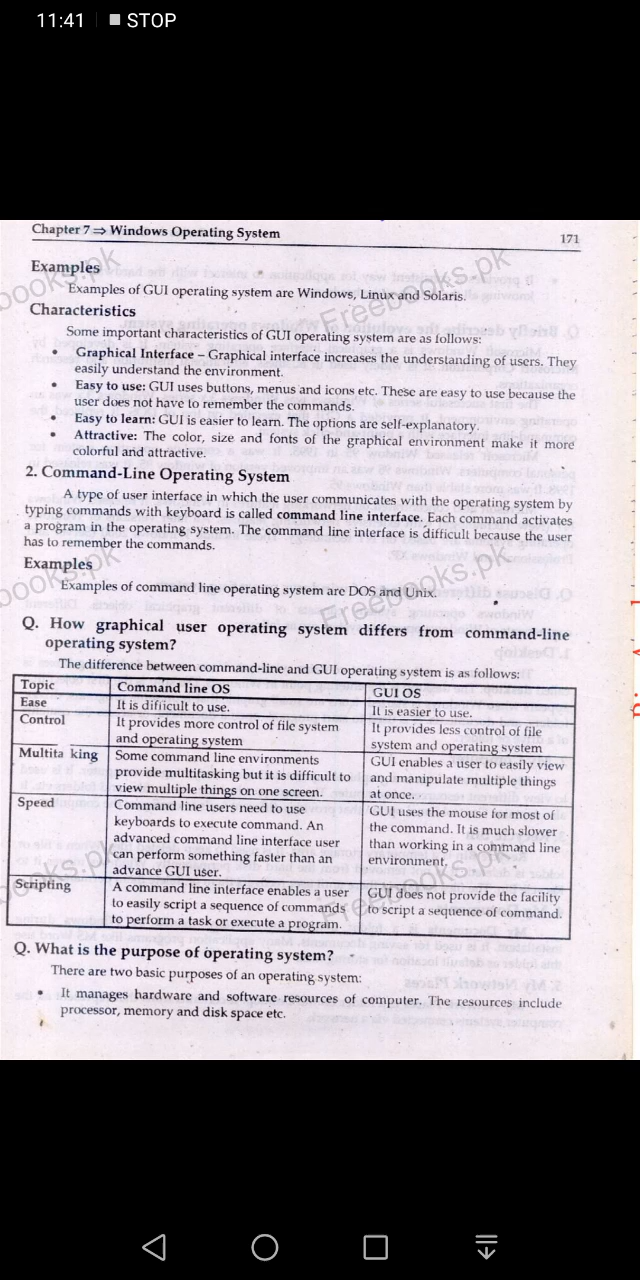 11:41 STOP
Chapter 7 ⇒ Windows Operating System 171
Examples
Examples of GUI operating system are Windows, Linux and Solaris.
Characteristics
Some important characteristics of GUI operating system are as follows:
• Graphical Interface – Graphical interface increases the understanding of users. They
easily understand the environment.
• Easy to use: GUI uses buttons, menus and icons etc. These are easy to use because the
user does not have to remember the commands.
• Easy to learn: GUI is easier to learn. The options are self-explanatory.
• Attractive: The color, size and fonts of the graphical environment make it more
colorful and attractive.
2. Command-Line Operating System
A type of user interface in which the user communicates with the operating system by
typing commands with keyboard is called command line interface. Each command activates
a program in the operating system. The command line interface is difficult because the user
has to remember the commands.
Examples
Examples of command line operating system are DOS and Unix.
Q. How graphical user operating system differs from command-line
operating system?
The difference between command-line and GUI operating system is as follows:
Topic Command line OS GUI OS
Ease It is difficult to use. It is easier to use.
Control It provides more control of file system It provides less control of file
and operating system system and operating system
Multita king Some command line environments GUI enables a user to easily view
provide multitasking but it is difficult to and manipulate multiple things
view multiple things on one screen. at once.
Speed Command line users need to use GUI uses the mouse for most of
keyboards to execute command. An the command. It is much slower
advanced command line interface user than working in a command line
can perform something faster than an environment.
advance GUI user.
Scripting A command line interface enables a user GUI does not provide the facility
to easily script a sequence of commands to script a sequence of command.
to perform a task or execute a program.
Q. What is the purpose of operating system?
There are two basic purposes of an operating system:
• It manages hardware and software resources of computer. The resources include
processor, memory and disk space etc.
Freebooks.pk
books.pk
Freebooks.pk
books.pk
Freebooks.pk
books.pk